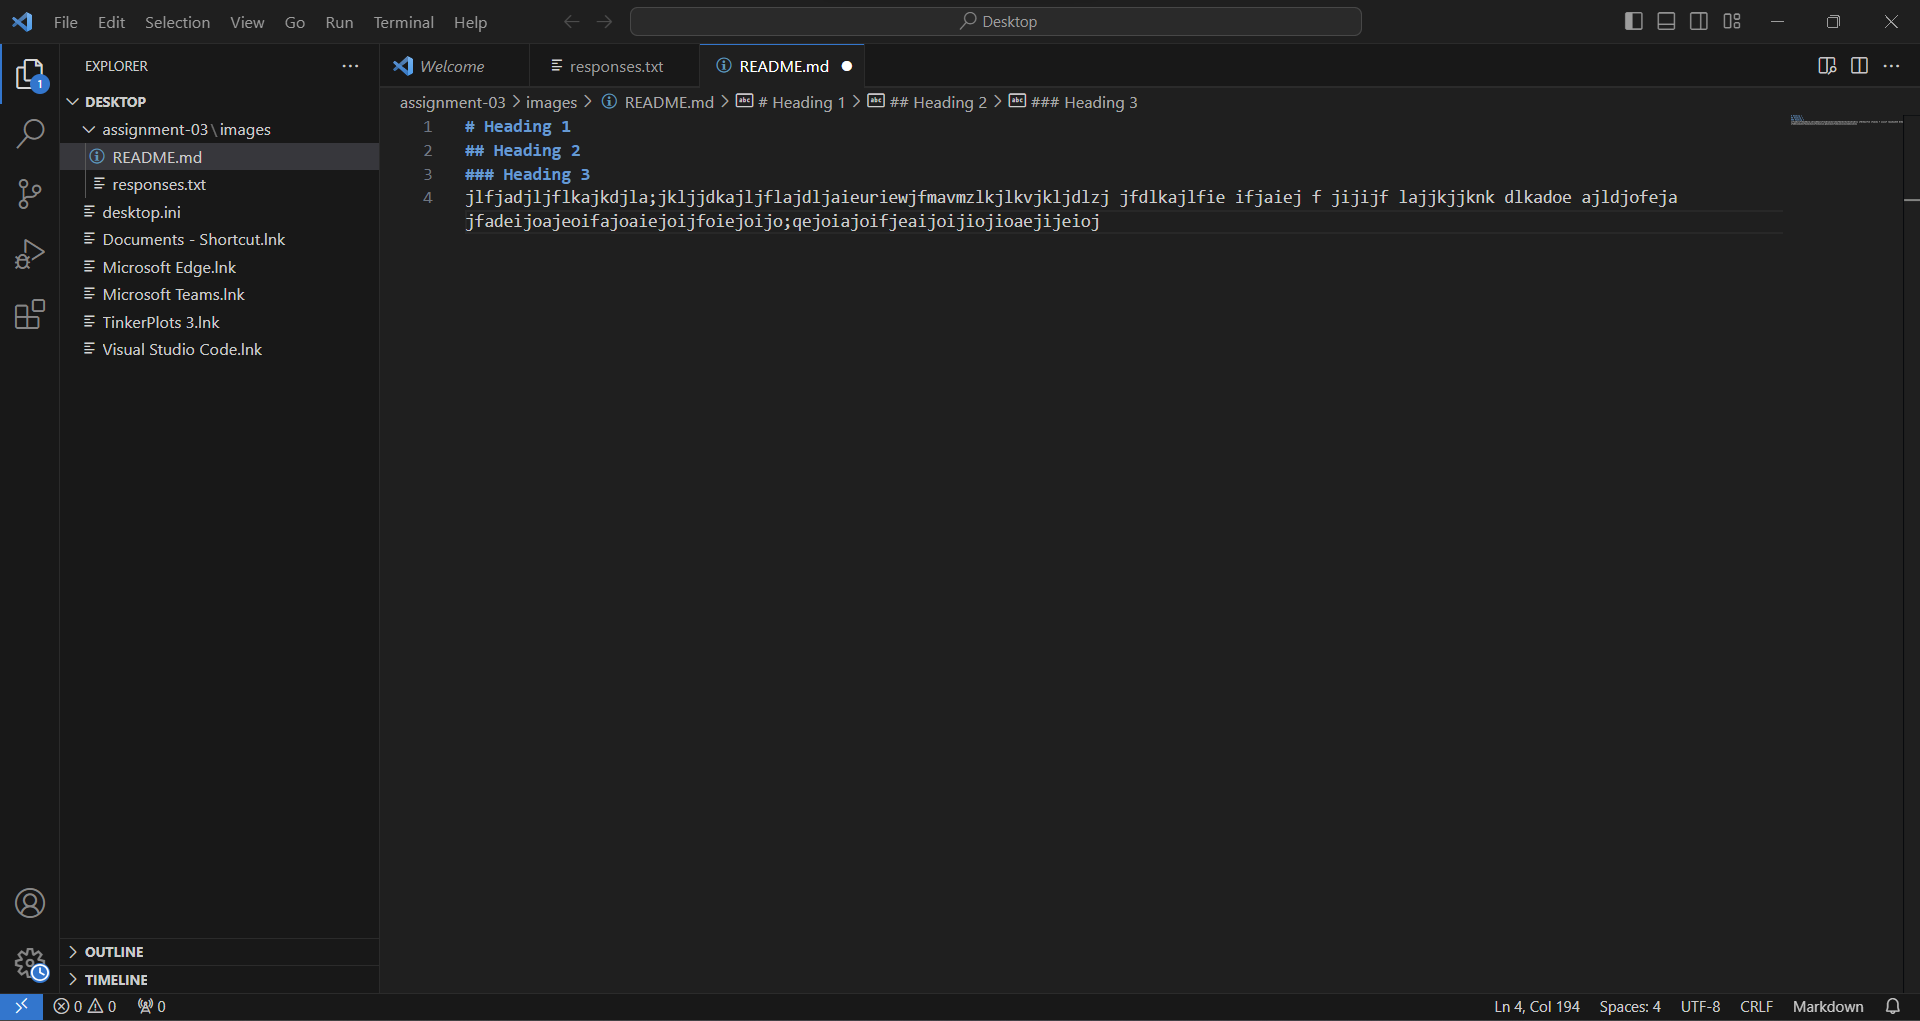 File Edit Selection View Go Run Terminal Help
Desktop
EXPLORER
Welcome
responses.txt
README.md
1
DESKTOP
assignment-03\images
README.md
responses.txt
desktop.ini
Documents - Shortcut.lnk
Microsoft Edge.lnk
Microsoft Teams.lnk
TinkerPlots 3.lnk
Visual Studio Code.lnk
assignment-03 > images > README.md > # Heading 1 > ## Heading 2 > ### Heading 3
1 # Heading 1
2 ## Heading 2
3 ### Heading 3
4 jlfjadjljflkajkdjla;jkljjdkajljflajdljaieuriewjfmavmzlkjlkvjkljdlzj jfdlkajlfie ifjaiej f jijijf lajjkjjknk dlkadoe ajldjofeja
jfadeijoajeoifajoaiejoijfoiejoijo;qejoiajoifjeaijoijiojioaejijeioj
OUTLINE
TIMELINE
0 0 0
Ln 4, Col 194 Spaces: 4 UTF-8 CRLF Markdown